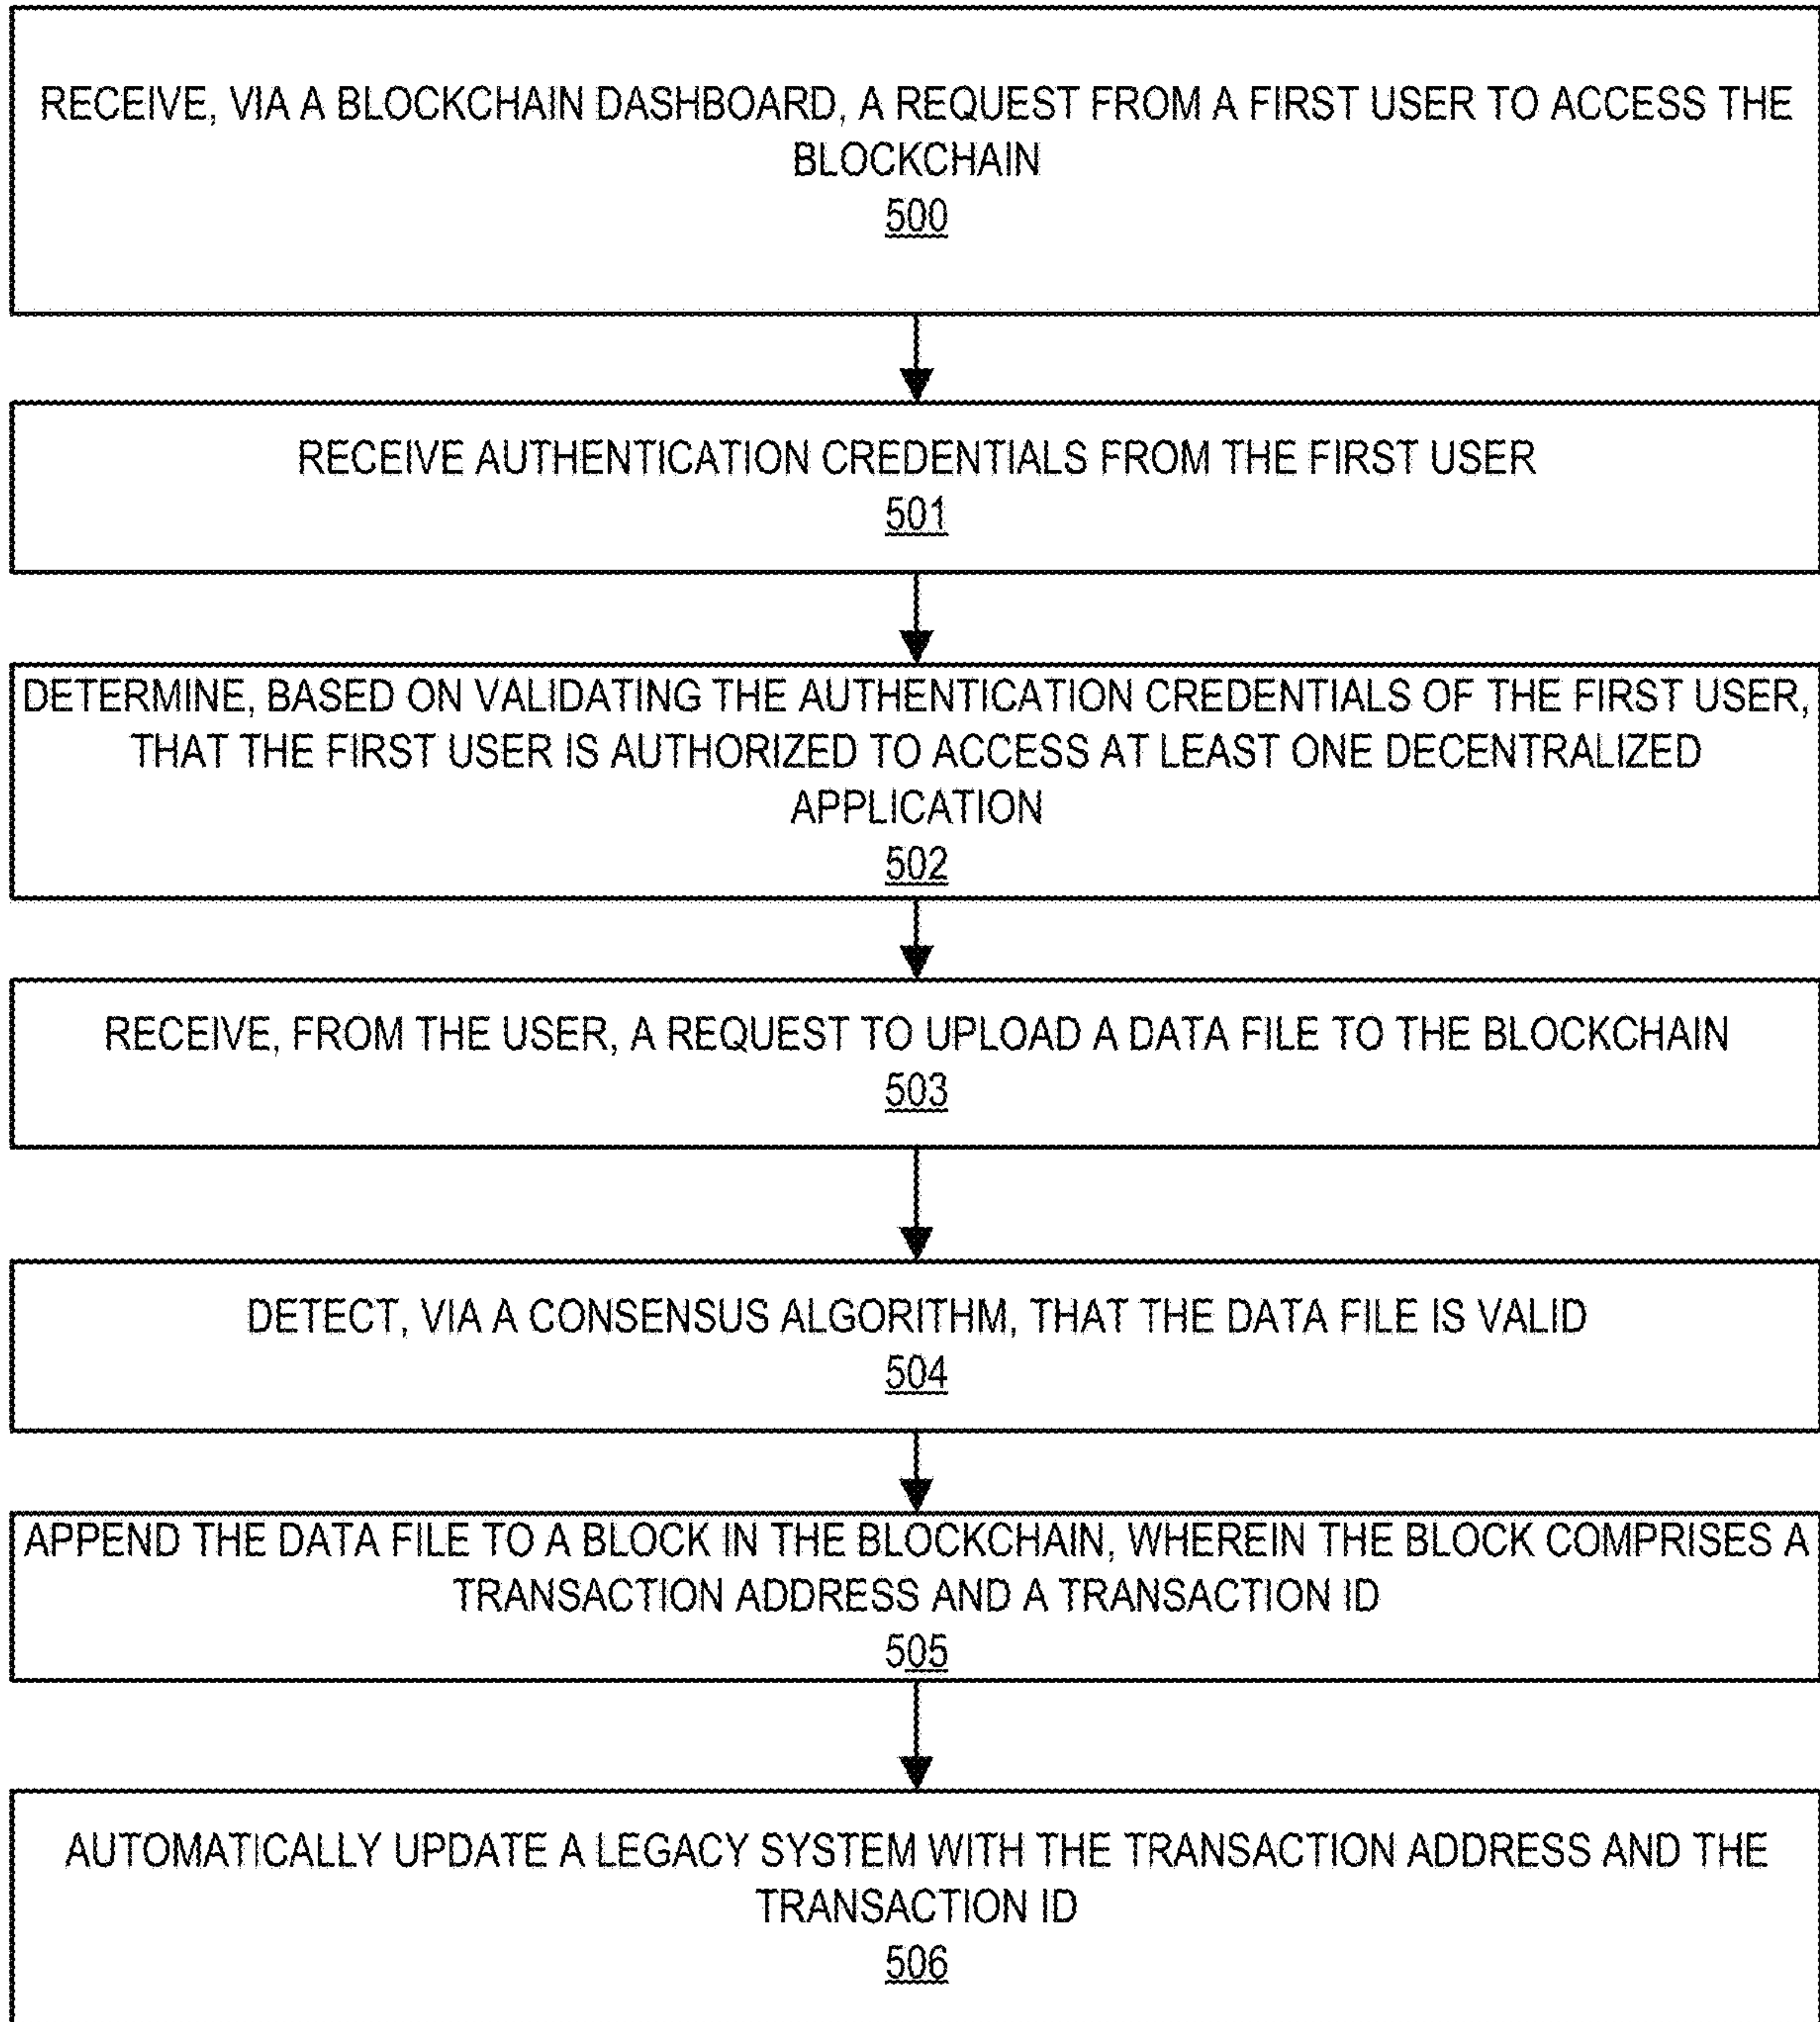 RECEIVE, VIA A BLOCKCHAIN DASHBOARD, A REQUEST FROM A FIRST USER TO ACCESS THE
BLOCKCHAIN
500
RECEIVE AUTHENTICATION CREDENTIALS FROM THE FIRST USER
501
DETERMINE, BASED ON VALIDATING THE AUTHENTICATION CREDENTIALS OF THE FIRST USER,
THAT THE FIRST USER IS AUTHORIZED TO ACCESS AT LEAST ONE DECENTRALIZED
APPLICATION
502
RECEIVE, FROM THE USER, A REQUEST TO UPLOAD A DATA FILE TO THE BLOCKCHAIN
503
DETECT, VIA A CONSENSUS ALGORITHM, THAT THE DATA FILE IS VALID
504
APPEND THE DATA FILE TO A BLOCK IN THE BLOCKCHAIN, WHEREIN THE BLOCK COMPRISES A
TRANSACTION ADDRESS AND A TRANSACTION ID
505
AUTOMATICALLY UPDATE A LEGACY SYSTEM WITH THE TRANSACTION ADDRESS AND THE
TRANSACTION ID
506